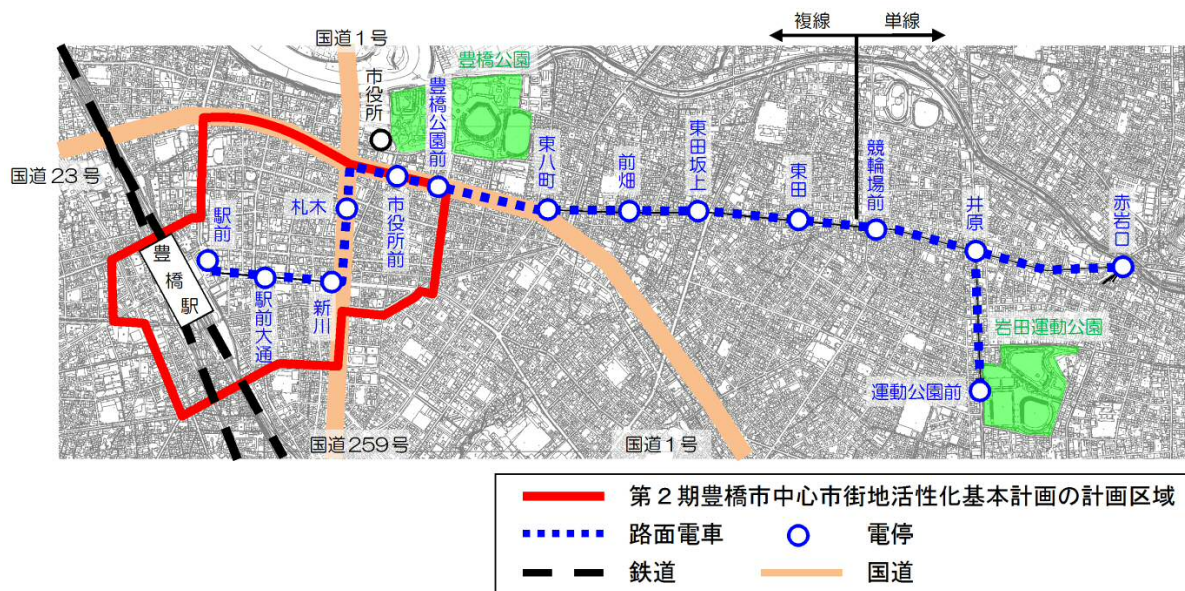 複線
単線
国道1号
豊橋公園
市役所
豊橋公園前
国道23号
駅前
札木
市役所前
東八町
前畑
東田坂上
東田
競輪場前
井原
赤岩口
豊橋駅
駅前大通
新川
岩田運動公園
運動公園前
国道259号
国道1号
第2期豊橋市中心市街地活性化基本計画の計画区域
路面電車
電停
鉄道
国道